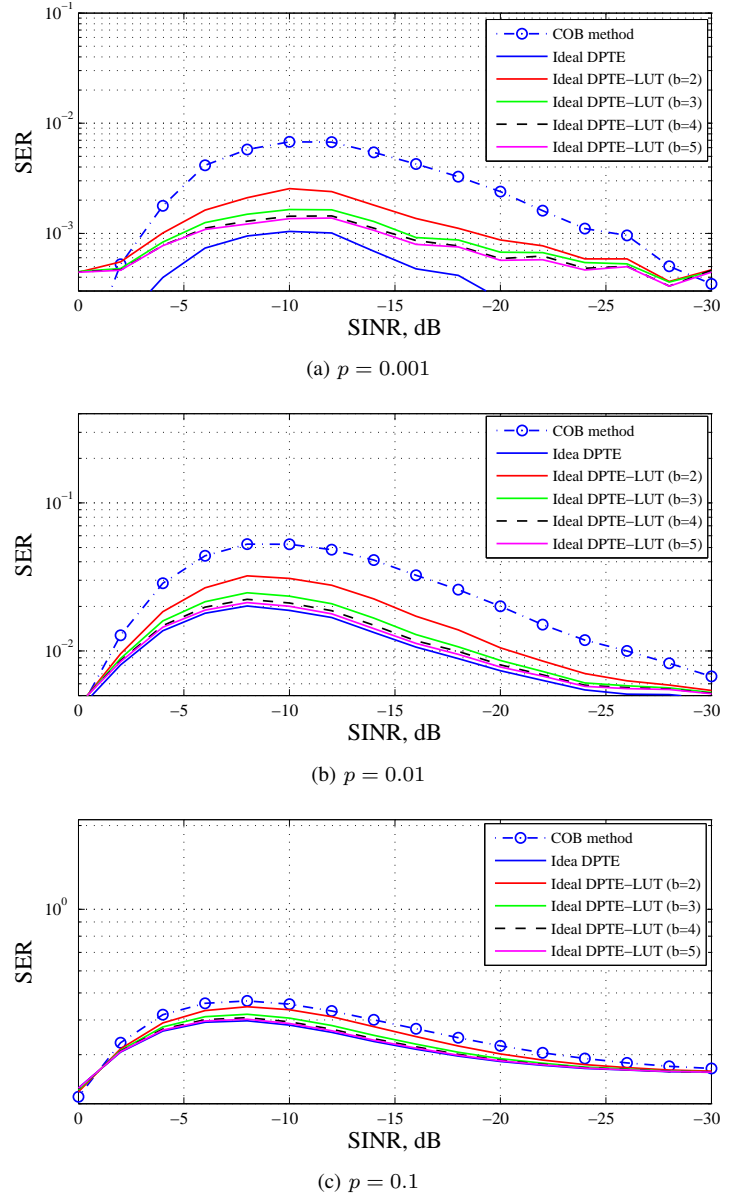 10^-1
COB method
Ideal DPTE
Ideal DPTE-LUT (b=2)
Ideal DPTE-LUT (b=3)
Ideal DPTE-LUT (b=4)
Ideal DPTE-LUT (b=5)
10^-2
SER
10^-3
0 -5 -10 -15 -20 -25 -30
SINR, dB
(a) p = 0.001
COB method
Idea DPTE
Ideal DPTE-LUT (b=2)
Ideal DPTE-LUT (b=3)
Ideal DPTE-LUT (b=4)
Ideal DPTE-LUT (b=5)
10^-1
SER
10^-2
0 -5 -10 -15 -20 -25 -30
SINR, dB
(b) p = 0.01
COB method
Idea DPTE
Ideal DPTE-LUT (b=2)
Ideal DPTE-LUT (b=3)
Ideal DPTE-LUT (b=4)
Ideal DPTE-LUT (b=5)
10^0
SER
0 -5 -10 -15 -20 -25 -30
SINR, dB
(c) p = 0.1